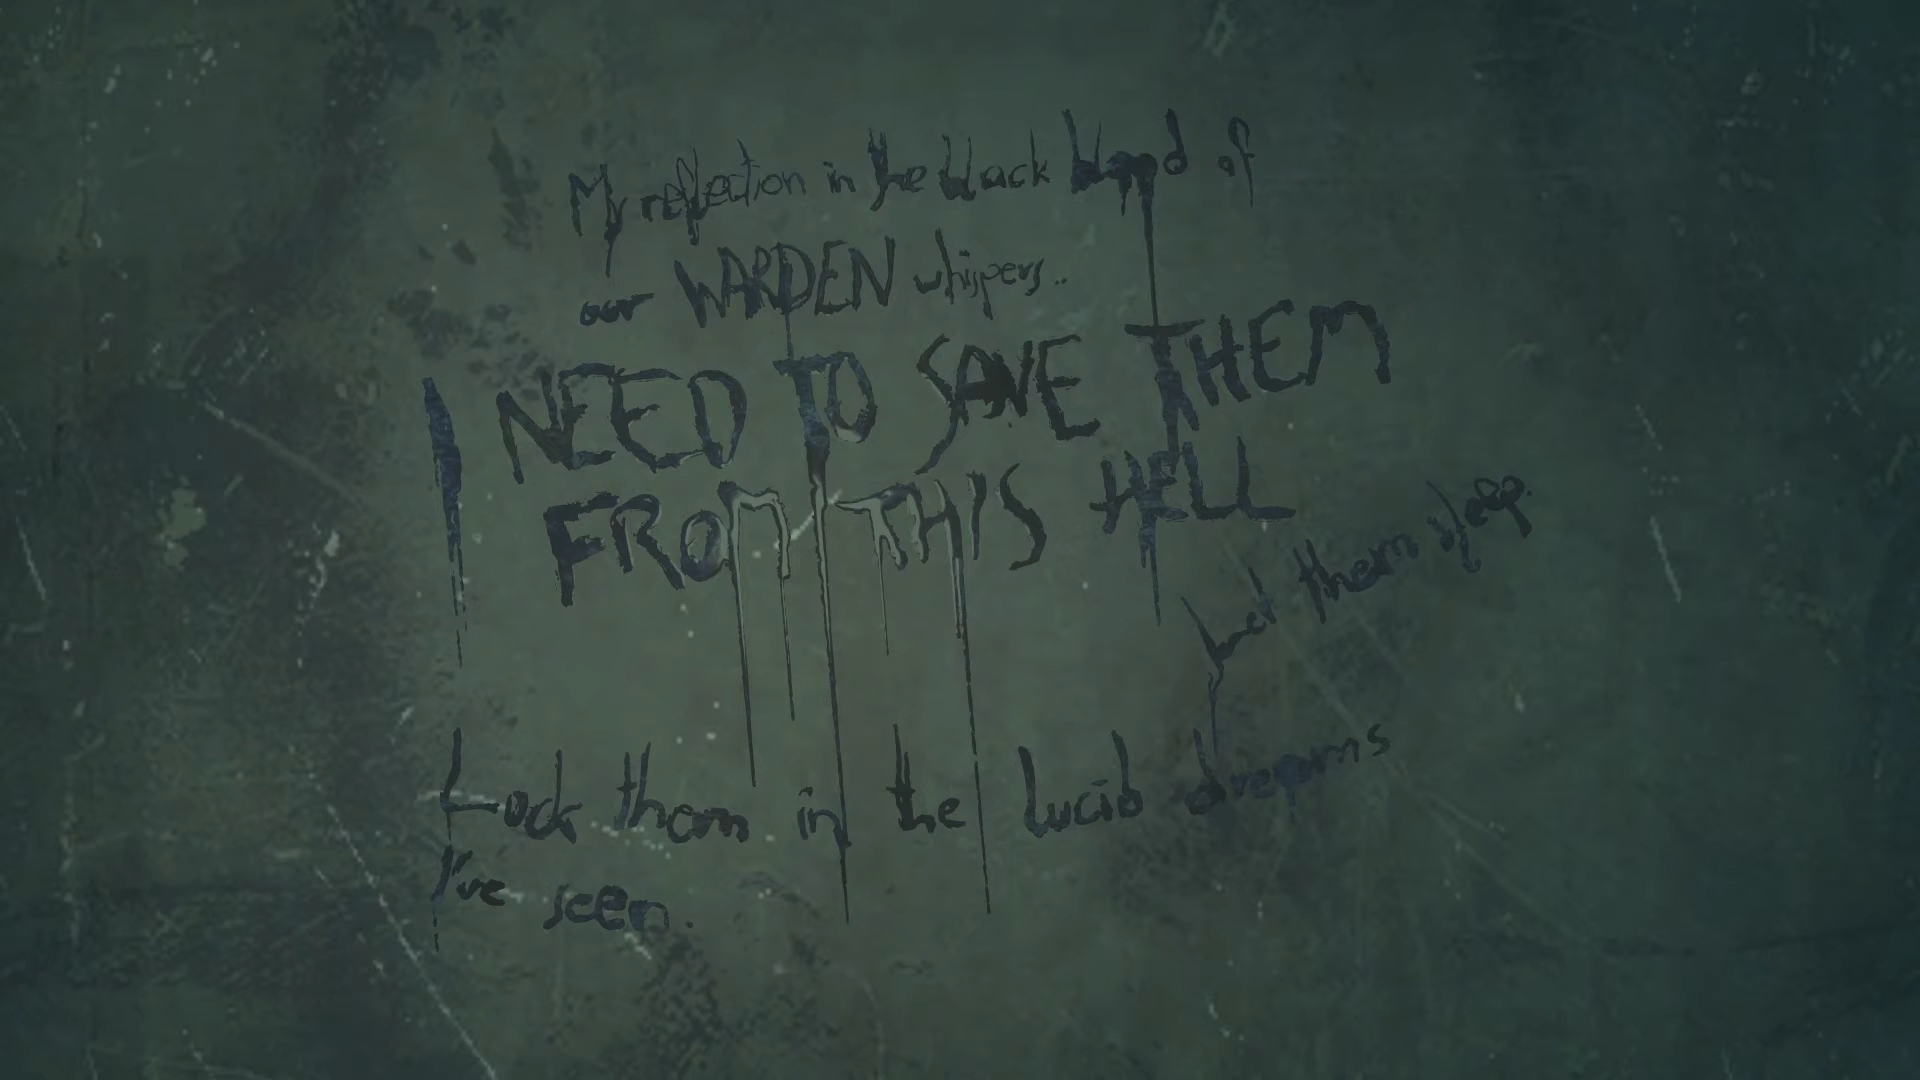 My reflection in the black blood of
our WARDEN whispers..
I NEED TO SAVE THEM
FROM THIS HELL
Let them sleep.
Lock them in the lucid dreams
I've seen.